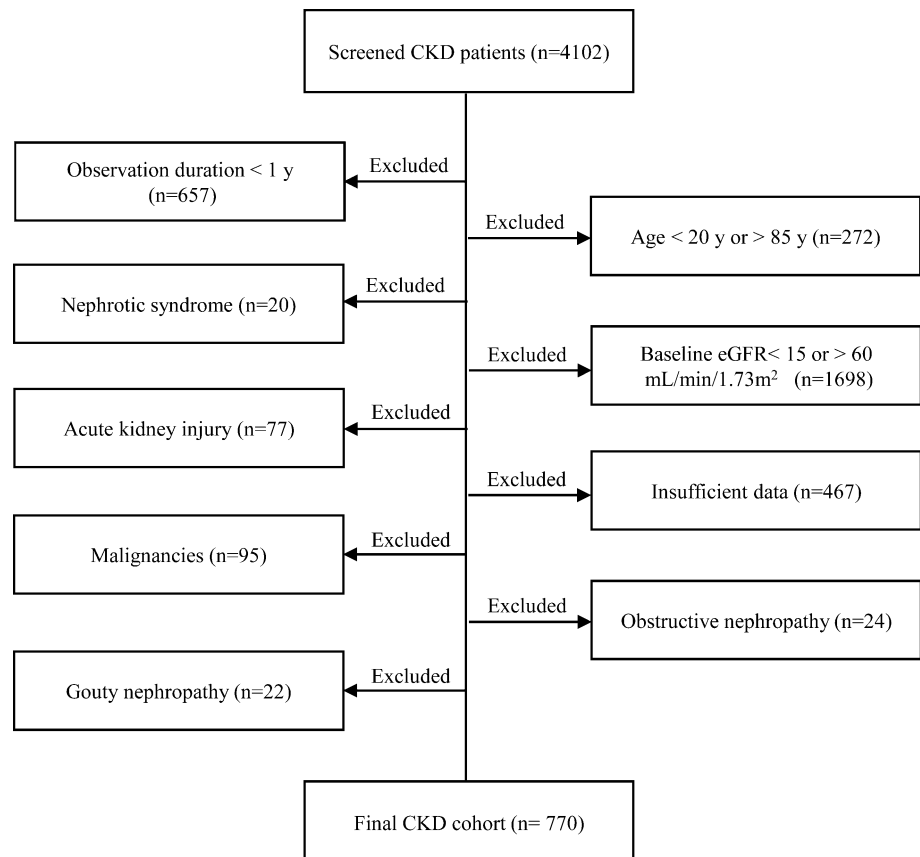 Screened CKD patients (n=4102)
Excluded
Observation duration < 1 y
(n=657)
Excluded
Age < 20 y or > 85 y (n=272)
Excluded
Nephrotic syndrome (n=20)
Excluded
Baseline eGFR< 15 or > 60
mL/min/1.73m² (n=1698)
Excluded
Acute kidney injury (n=77)
Excluded
Insufficient data (n=467)
Excluded
Malignancies (n=95)
Excluded
Obstructive nephropathy (n=24)
Excluded
Gouty nephropathy (n=22)
Final CKD cohort (n= 770)